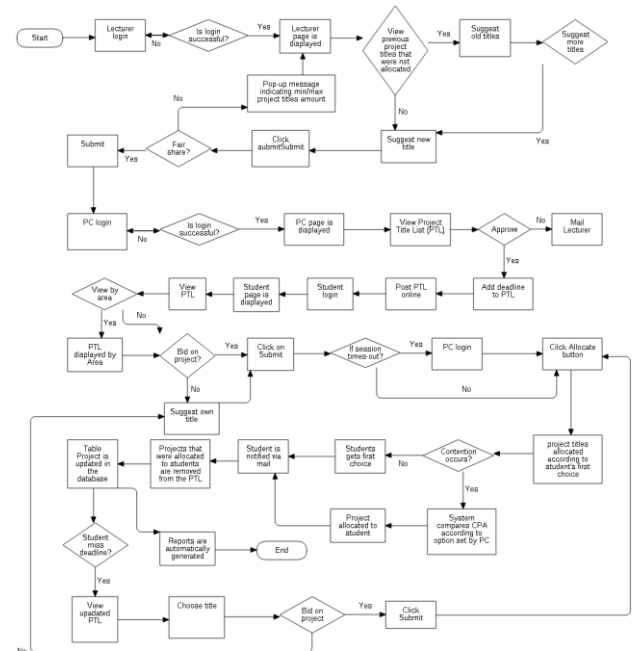 Start
Lecturer
login
No
Is login
successful?
Yes
Lecturer
page is
displayed
View
previous
project
titles that
were not
allocated
Yes
Suggest
old titles
Suggest
more
titles
Pop-up message
indicating min/max
project titles amount
No
No
Yes
Submit
Yes
Fair
share?
Click
submitSubmit
Suggest new
title
PC login
No
Is login
successful?
Yes
PC page is
displayed
View Project
Title List (PTL)
Approve
No
Mail
Lecturer
Yes
View by
area
View
PTL
Student
page is
displayed
Student
login
Post PTL
online
Add deadline
to PTL
Yes
No
PTL
displayed by
Area
Bid on
project?
Yes
Click on
Submit
If session
times-out?
Yes
PC login
Cilck Allocate
button
No
No
Suggest own
title
Table
Project is
updated in
the
database
Projects that
were allocated
to students
are removed
from the PTL
Student is
notified via
mail
Students
gets first
choice
No
Contention
occurs?
project titles
allocated
according to
student's first
choice
Yes
Student
miss
deadline?
Reports are
automatically
generated
End
Project
allocated to
student
System
compares CPA
according to
option set by PC
Yes
View
upadated
PTL
Choose title
Bid on
project
Yes
Click
Submit
No